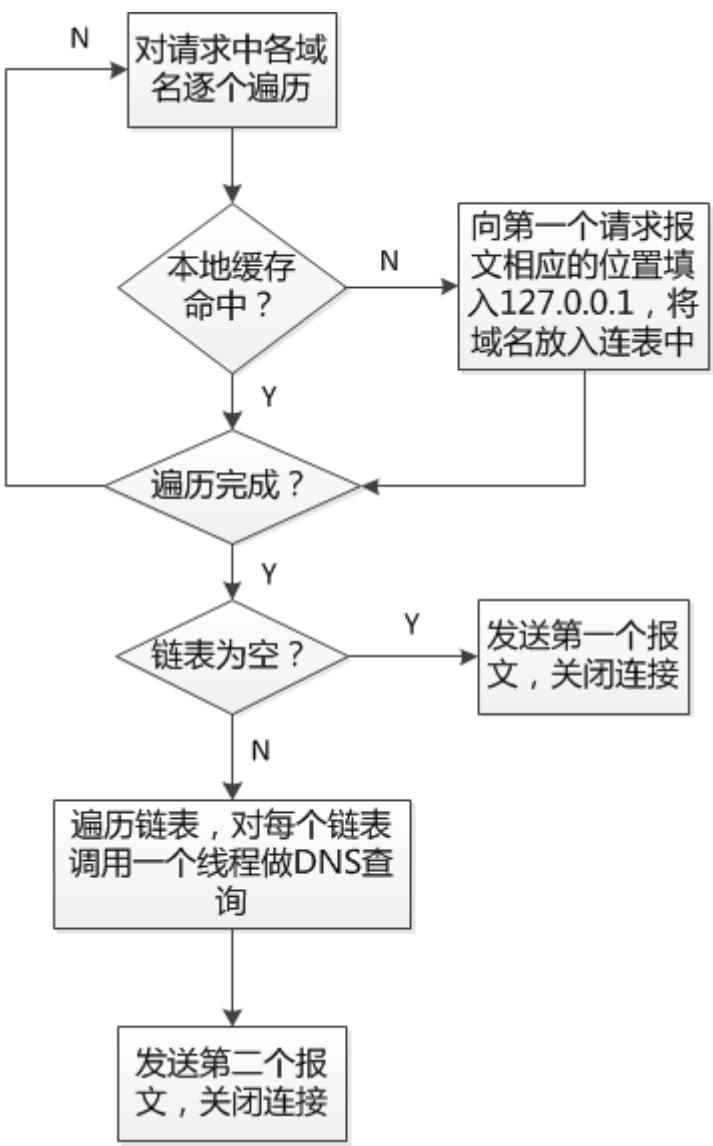 N
对请求中各域
名逐个遍历
本地缓存
命中？
N
向第一个请求报
文相应的位置填
入127.0.0.1，将
域名放入连表中
Y
遍历完成？
Y
链表为空？
Y
发送第一个报
文，关闭连接
N
遍历链表，对每个链表
调用一个线程做DNS查
询
发送第二个报
文，关闭连接